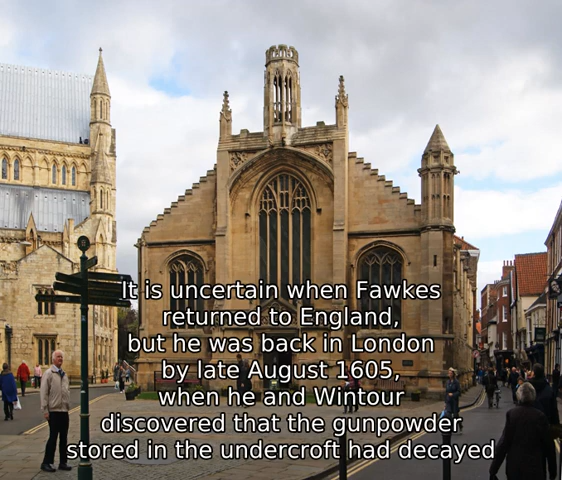 It is uncertain when Fawkes
returned to England,
but he was back in London
by late August 1605,
when he and Wintour
discovered that the gunpowder
stored in the undercroft had decayed